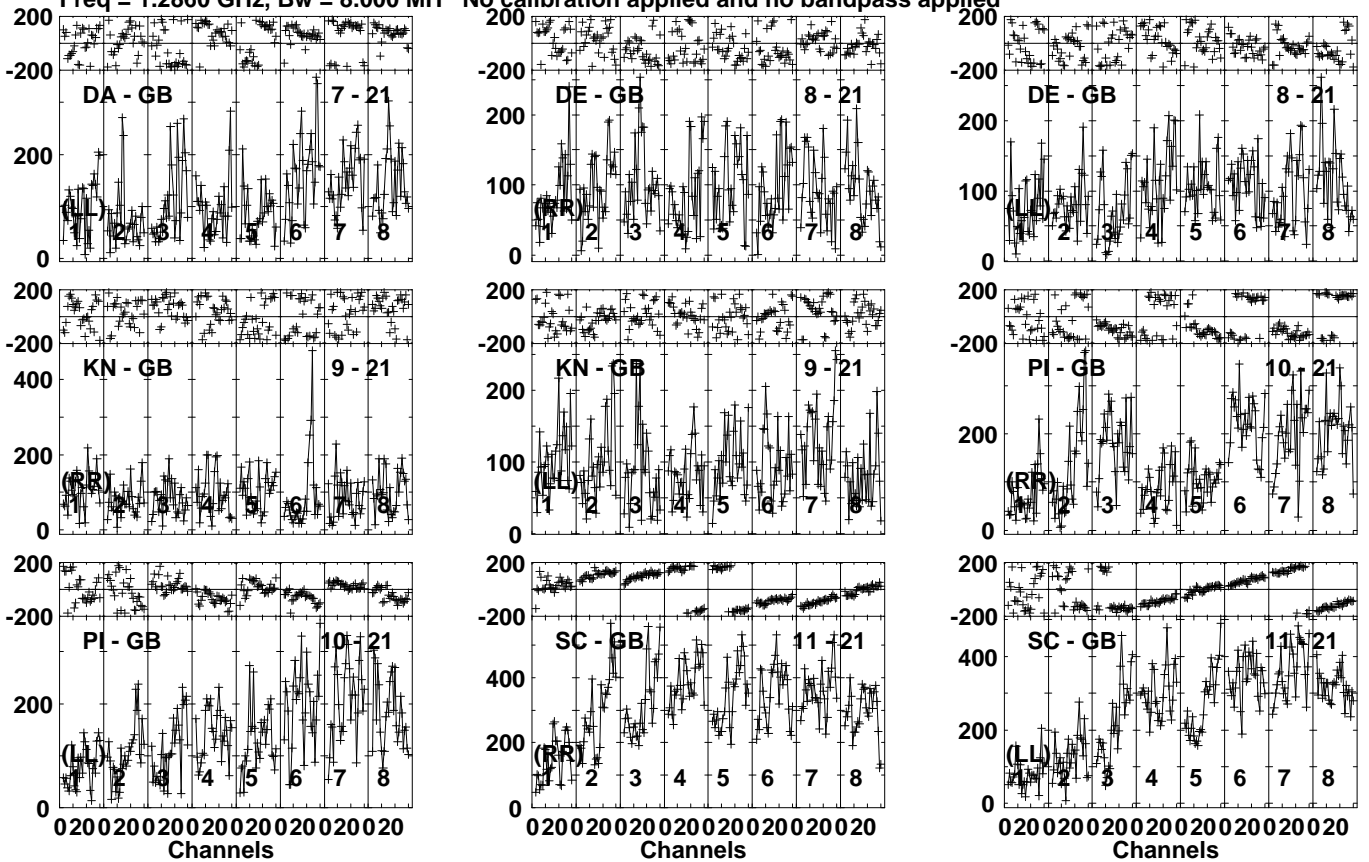 Freq = 1.2860 GHz, Bw = 8.000 MH No calibration applied and no bandpass applied
200 200 200
-200 -200 -200
DA - GB 7 - 21 DE - GB 8 - 21 DE - GB 8 - 21
200 200 200
100 100
(LL) (RR) (LL)
1 2 3 4 5 6 7 8 1 2 3 4 5 6 7 8 1 2 3 4 5 6 7 8
0 0 0
200 200 200
-200 -200 -200
KN - GB 9 - 21 KN - GB 9 - 21 PI - GB 10 - 21
400 200 200
200 100
(RR) (LL) (RR)
1 2 3 4 5 6 7 8 1 2 3 4 5 6 7 8 1 2 3 4 5 6 7 8
0 0 0
200 200 200
-200 -200 -200
PI - GB 10 - 21 SC - GB 11 - 21 SC - GB 11 - 21
400 400
200 200 200
(LL) (RR) (LL)
1 2 3 4 5 6 7 8 1 2 3 4 5 6 7 8 1 2 3 4 5 6 7 8
0 0 0
0 20 0 20 0 20 0 20 0 20 0 20 0 20 0 20 0 20 0 20 0 20 0 20 0 20 0 20 0 20 0 20 0 20 0 20 0 20 0 20 0 20 0 20 0 20 0 20
Channels Channels Channels